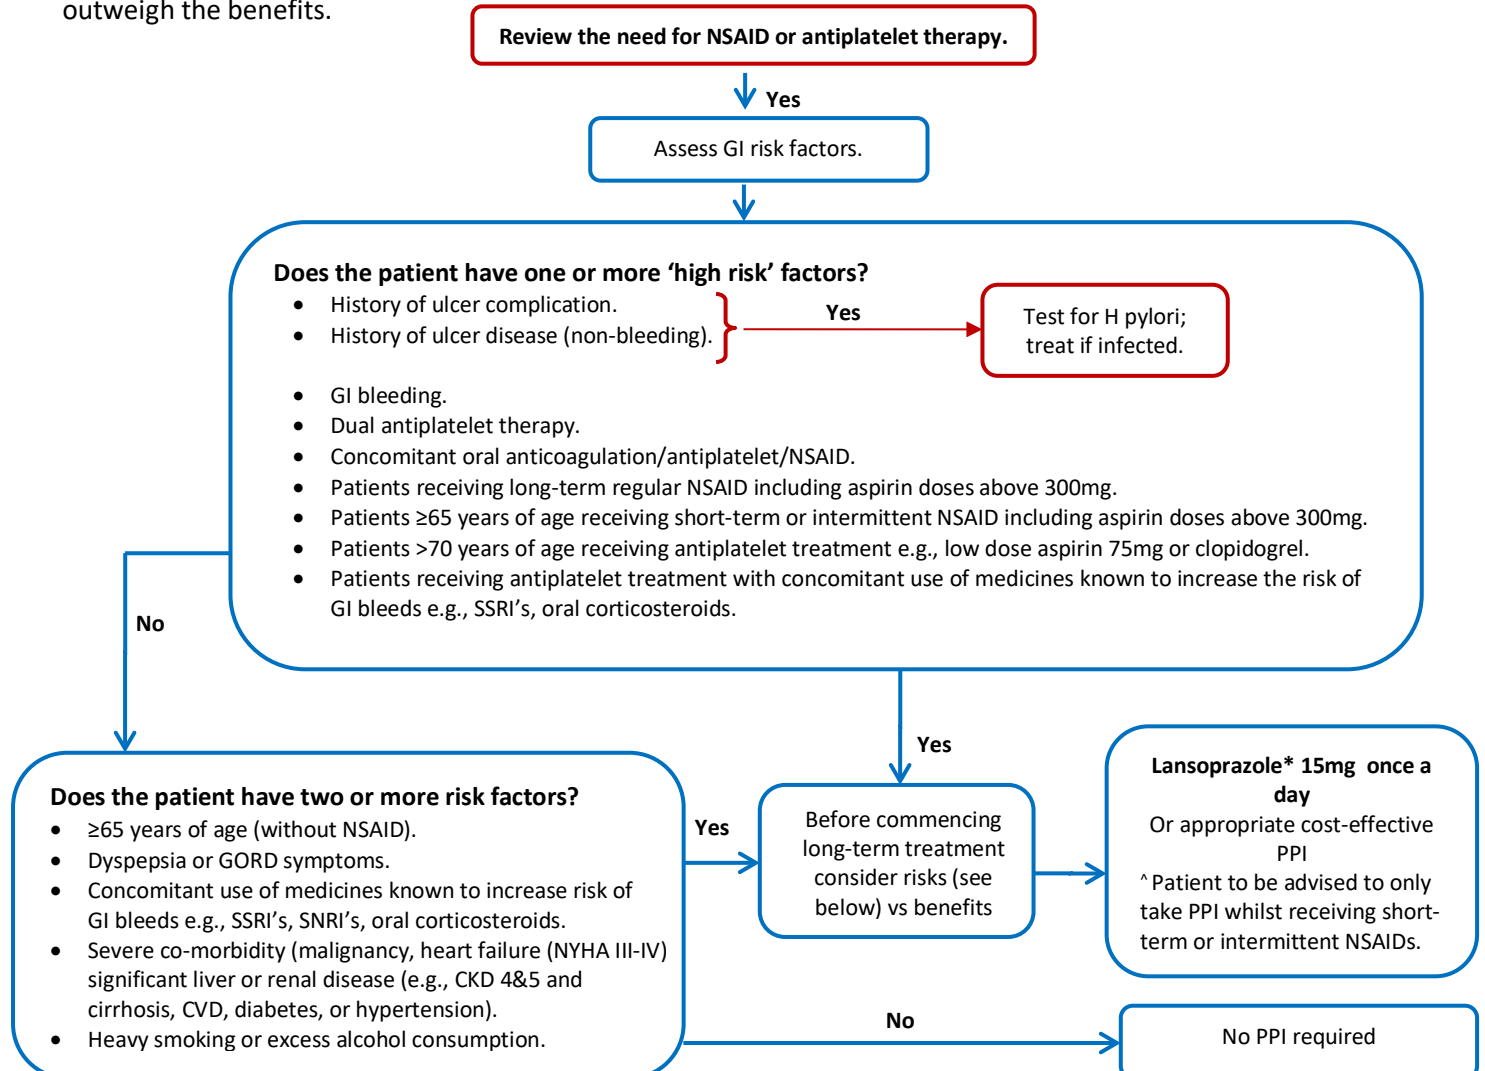 outweigh the benefits.
Review the need for NSAID or antiplatelet therapy.
Yes
Assess GI risk factors.
Does the patient have one or more ‘high risk’ factors?
• History of ulcer complication.
• History of ulcer disease (non-bleeding).
Yes
Test for H pylori;
treat if infected.
• GI bleeding.
• Dual antiplatelet therapy.
• Concomitant oral anticoagulation/antiplatelet/NSAID.
• Patients receiving long-term regular NSAID including aspirin doses above 300mg.
• Patients ≥65 years of age receiving short-term or intermittent NSAID including aspirin doses above 300mg.
• Patients >70 years of age receiving antiplatelet treatment e.g., low dose aspirin 75mg or clopidogrel.
• Patients receiving antiplatelet treatment with concomitant use of medicines known to increase the risk of
GI bleeds e.g., SSRI’s, oral corticosteroids.
No
Yes
Does the patient have two or more risk factors?
• ≥65 years of age (without NSAID).
• Dyspepsia or GORD symptoms.
• Concomitant use of medicines known to increase risk of
GI bleeds e.g., SSRI’s, SNRI’s, oral corticosteroids.
• Severe co-morbidity (malignancy, heart failure (NYHA III-IV)
significant liver or renal disease (e.g., CKD 4&5 and
cirrhosis, CVD, diabetes, or hypertension).
• Heavy smoking or excess alcohol consumption.
Yes
Before commencing
long-term treatment
consider risks (see
below) vs benefits
Lansoprazole* 15mg once a
day
Or appropriate cost-effective
PPI
^ Patient to be advised to only
take PPI whilst receiving short-
term or intermittent NSAIDs.
No
No PPI required